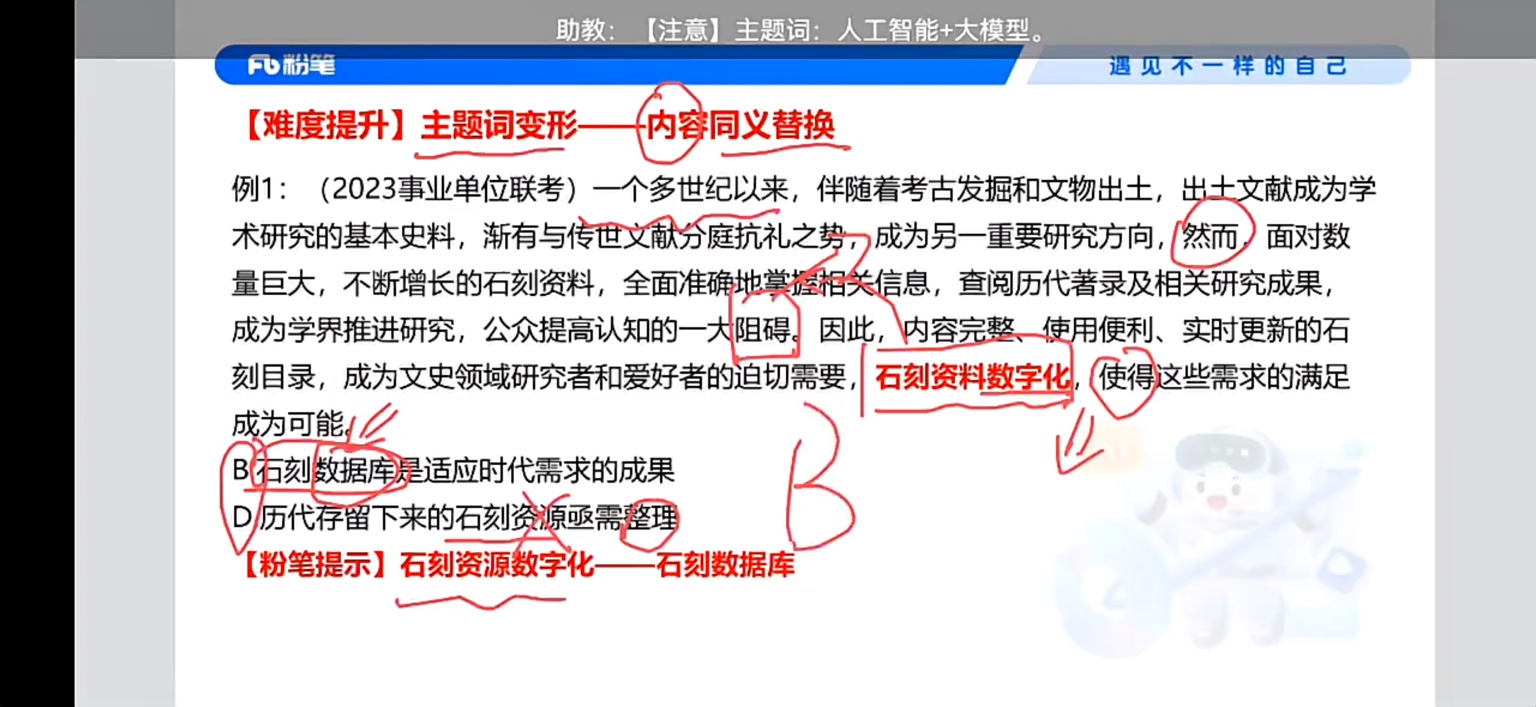 助教：【注意】主题词：人工智能+大模型。
粉笔
遇见不一样的自己
【难度提升】主题词变形——内容同义替换
例1：（2023事业单位联考）一个多世纪以来，伴随着考古发掘和文物出土，出土文献成为学
术研究的基本史料，渐有与传世文献分庭抗礼之势，成为另一重要研究方向，然而，面对数
量巨大，不断增长的石刻资料，全面准确地掌握相关信息，查阅历代著录及相关研究成果，
成为学界推进研究，公众提高认知的一大阻碍。因此，内容完整、使用便利、实时更新的石
刻目录，成为文史领域研究者和爱好者的迫切需要，石刻资料数字化，使得这些需求的满足
成为可能。
B石刻数据库是适应时代需求的成果
D.历代存留下来的石刻资源亟需整理
B
【粉笔提示】石刻资源数字化——石刻数据库